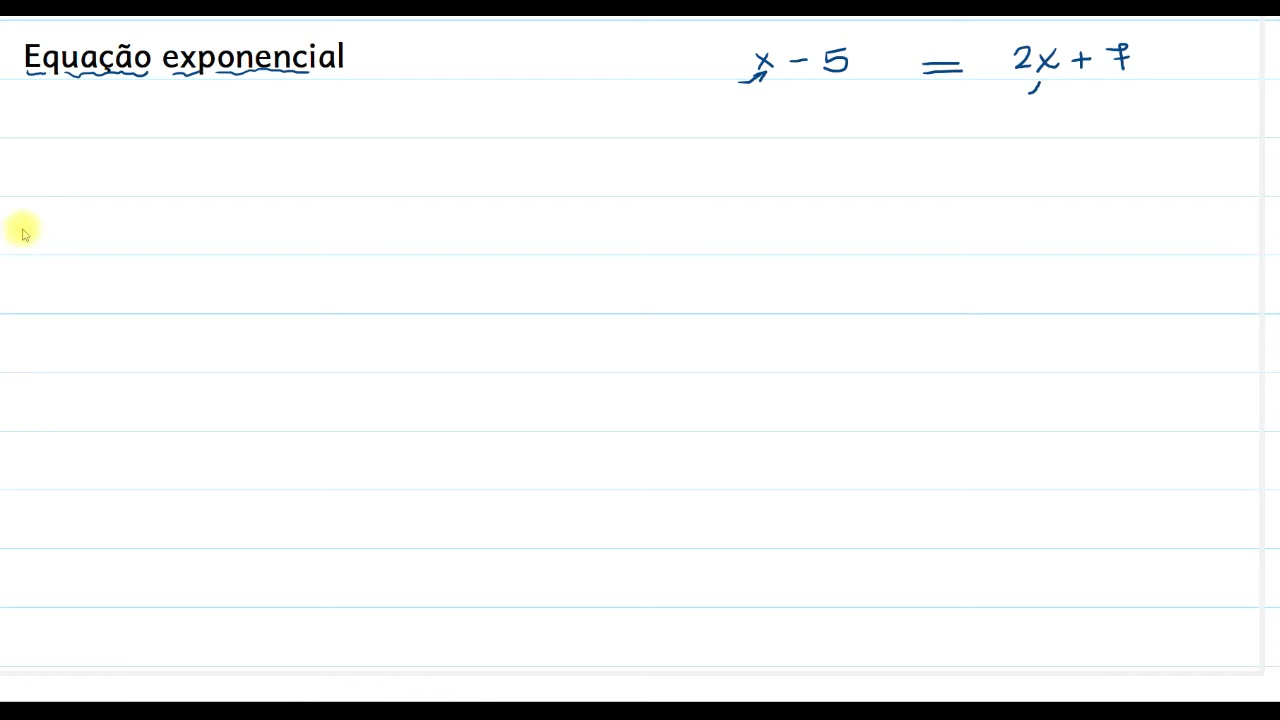 Equação exponencial
x - 5 = 2x + 7